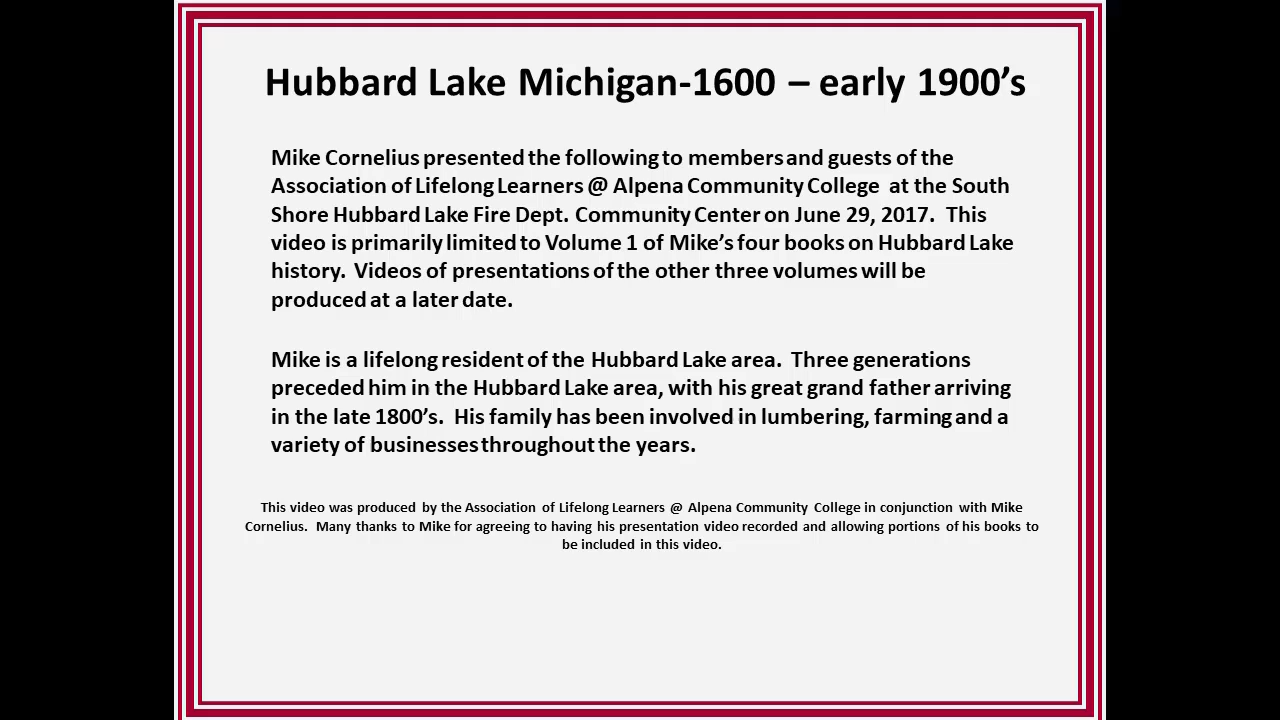 Hubbard Lake Michigan-1600 – early 1900’s
Mike Cornelius presented the following to members and guests of the
Association of Lifelong Learners @ Alpena Community College at the South
Shore Hubbard Lake Fire Dept. Community Center on June 29, 2017. This
video is primarily limited to Volume 1 of Mike’s four books on Hubbard Lake
history. Videos of presentations of the other three volumes will be
produced at a later date.
Mike is a lifelong resident of the Hubbard Lake area. Three generations
preceded him in the Hubbard Lake area, with his great grand father arriving
in the late 1800’s. His family has been involved in lumbering, farming and a
variety of businesses throughout the years.
This video was produced by the Association of Lifelong Learners @ Alpena Community College in conjunction with Mike
Cornelius. Many thanks to Mike for agreeing to having his presentation video recorded and allowing portions of his books to
be included in this video.